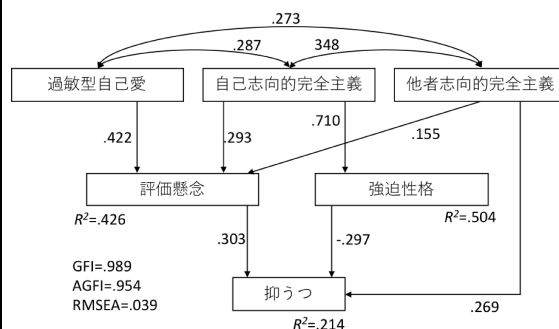 .273
.287
348
過敏型自己愛
自己志向的完全主義
他者志向的完全主義
.422
.293
.710
.155
評価懸念
強迫性格
R²=.426
R²=.504
.303
-.297
GFI=.989
AGFI=.954
RMSEA=.039
抑うつ
.269
R²=.214